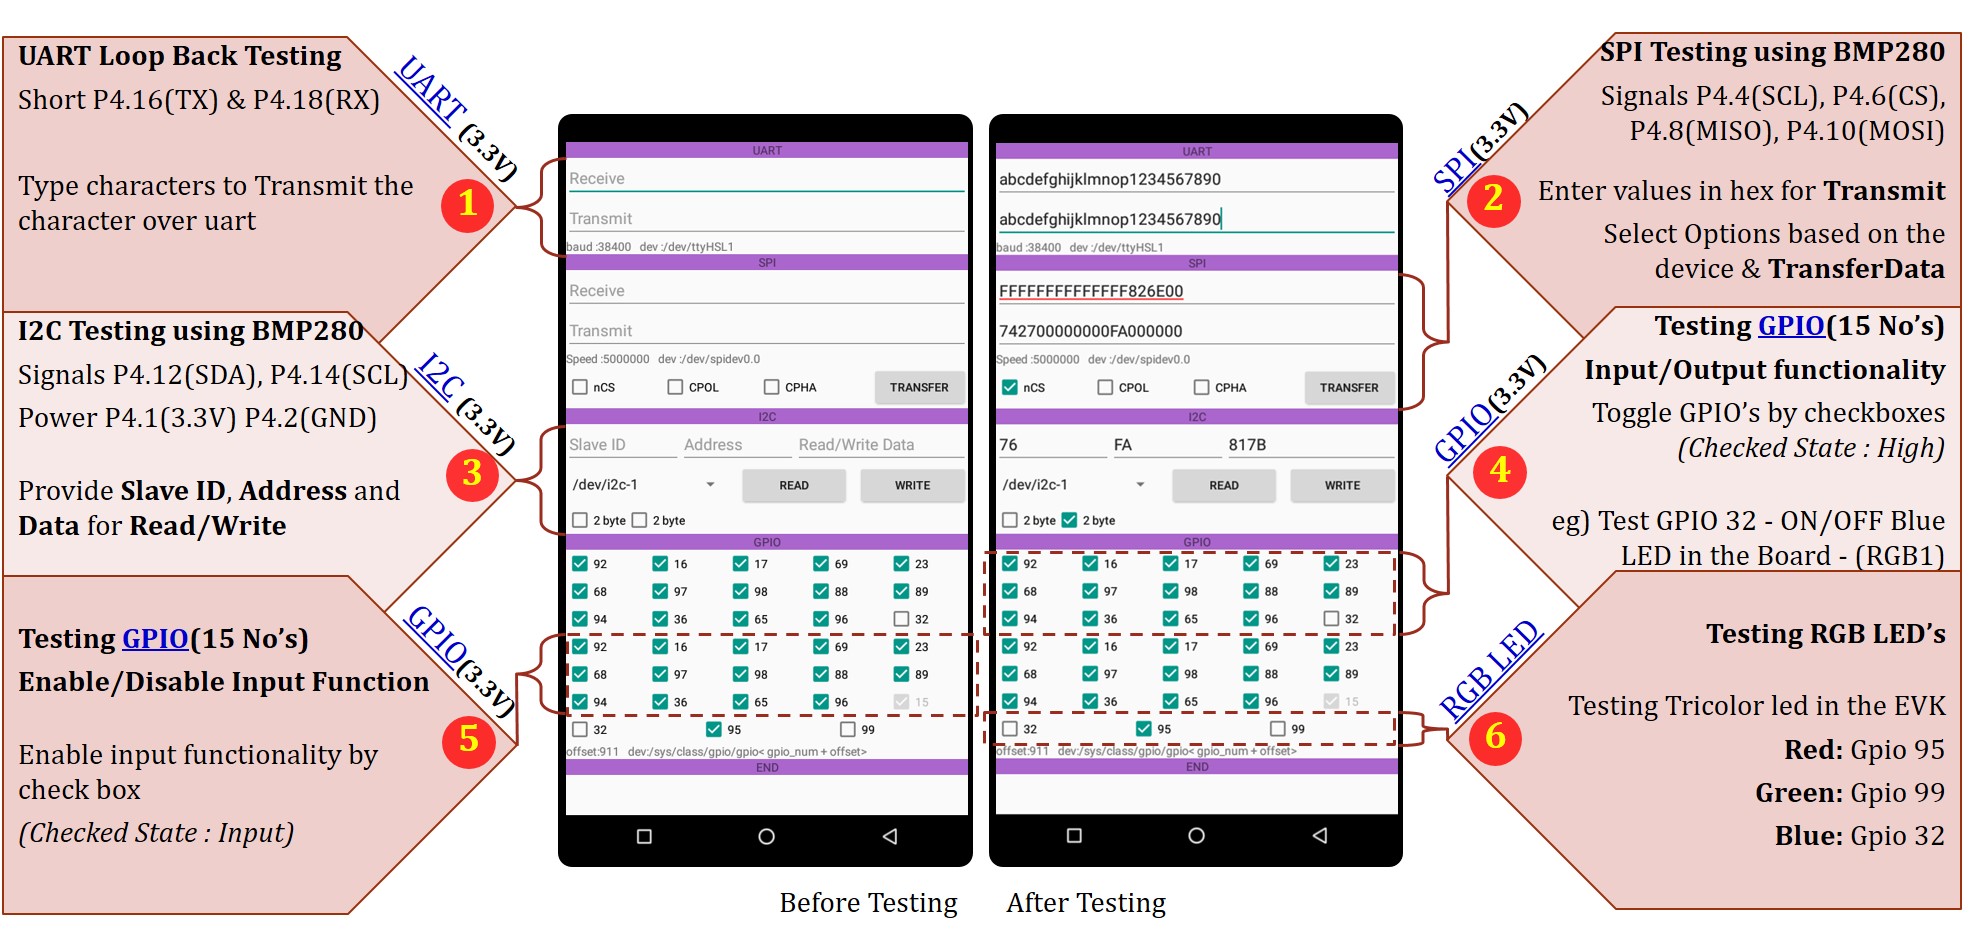 UART Loop Back Testing
Short P4.16(TX) & P4.18(RX)
Type characters to Transmit the
character over uart
UART (3.3V)
1
I2C Testing using BMP280
Signals P4.12(SDA), P4.14(SCL)
Power P4.1(3.3V) P4.2(GND)
Provide Slave ID, Address and
Data for Read/Write
I2C (3.3V)
3
Testing GPIO(15 No's)
Enable/Disable Input Function
Enable input functionality by
check box
(Checked State : Input)
GPIO(3.3V)
5
UART
Receive
Transmit
baud :38400 dev :/dev/ttyHSL1
SPI
Receive
Transmit
Speed :5000000 dev :/dev/spidev0.0
nCS CPOL CPHA TRANSFER
I2C
Slave ID Address Read/Write Data
/dev/i2c-1 READ WRITE
2 byte 2 byte
GPIO
92 16 17 69 23
68 97 98 88 89
94 36 65 96 32
92 16 17 69 23
68 97 98 88 89
94 36 65 96 15
32 95 99
offset:911 dev:/sys/class/gpio/gpio< gpio_num + offset>
END
Before Testing
UART
abcdefghijklmnop1234567890
abcdefghijklmnop1234567890
baud :38400 dev :/dev/ttyHSL1
SPI
FFFFFFFFFFFFFF826E00
742700000000FA000000
Speed :5000000 dev :/dev/spidev0.0
nCS CPOL CPHA TRANSFER
I2C
76 FA 817B
/dev/i2c-1 READ WRITE
2 byte 2 byte
GPIO
92 16 17 69 23
68 97 98 88 89
94 36 65 96 32
92 16 17 69 23
68 97 98 88 89
94 36 65 96 15
32 95 99
offset:911 dev:/sys/class/gpio/gpio< gpio_num + offset>
END
After Testing
SPI Testing using BMP280
Signals P4.4(SCL), P4.6(CS),
P4.8(MISO), P4.10(MOSI)
Enter values in hex for Transmit
Select Options based on the
device & TransferData
SPI(3.3V)
2
Testing GPIO(15 No's)
Input/Output functionality
Toggle GPIO's by checkboxes
(Checked State : High)
eg) Test GPIO 32 - ON/OFF Blue
LED in the Board - (RGB1)
GPIO(3.3V)
4
Testing RGB LED's
Testing Tricolor led in the EVK
Red: Gpio 95
Green: Gpio 99
Blue: Gpio 32
RGB LED
6